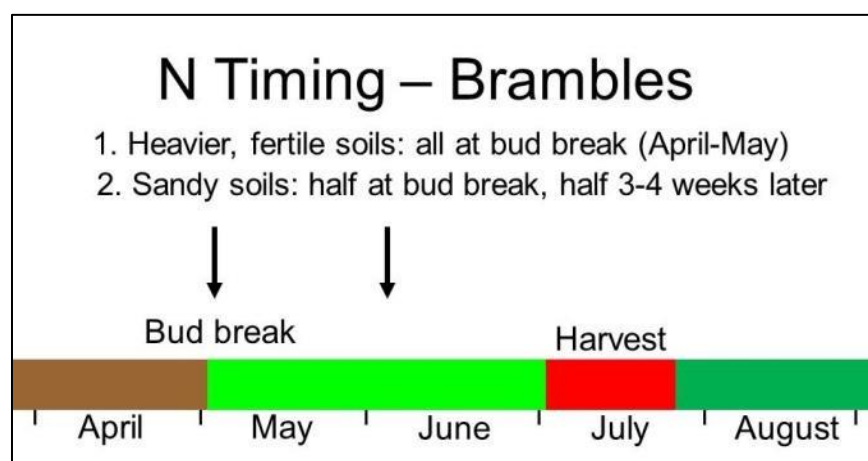 N Timing – Brambles
1. Heavier, fertile soils: all at bud break (April-May)
2. Sandy soils: half at bud break, half 3-4 weeks later
Bud break
Harvest
April
May
June
July
August